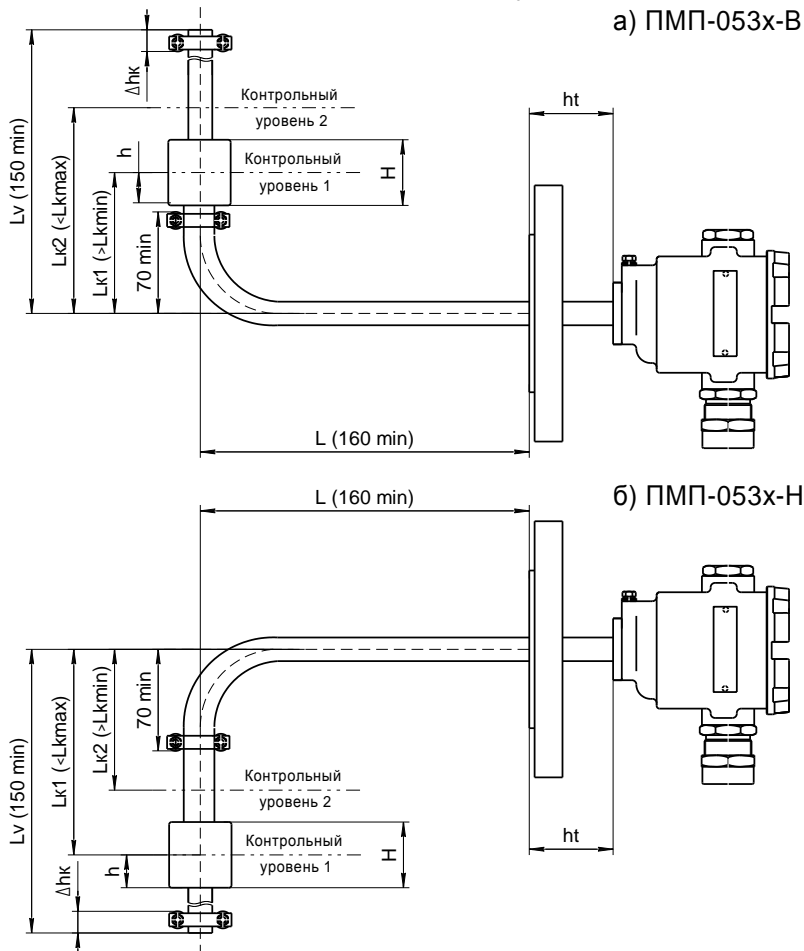 а) ПМП-053х-В
Δhк
Контрольный
уровень 2
ht
Lv (150 min)
Lк2 (<Lkmax)
h
Контрольный
уровень 1
H
Lк1 (>Lkmin)
70 min
L (160 min)
L (160 min)
б) ПМП-053х-Н
Lv (150 min)
Lк1 (<Lkmax)
Lк2 (>Lkmin)
70 min
Контрольный
уровень 2
ht
h
Контрольный
уровень 1
H
Δhк